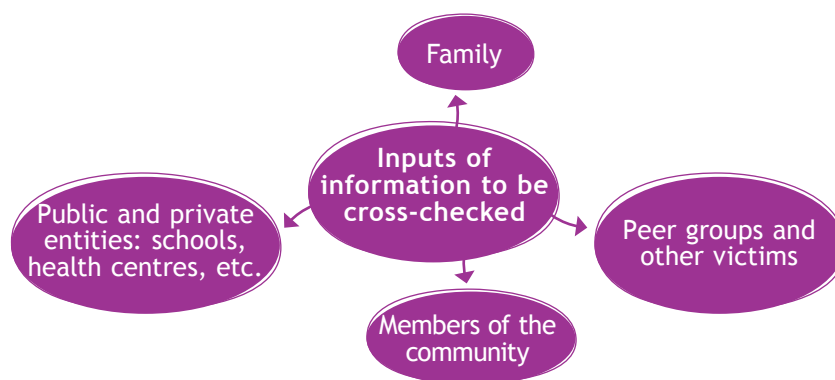 Family
Inputs of
information to be
cross-checked
Public and private
entities: schools,
health centres, etc.
Peer groups and
other victims
Members of the
community